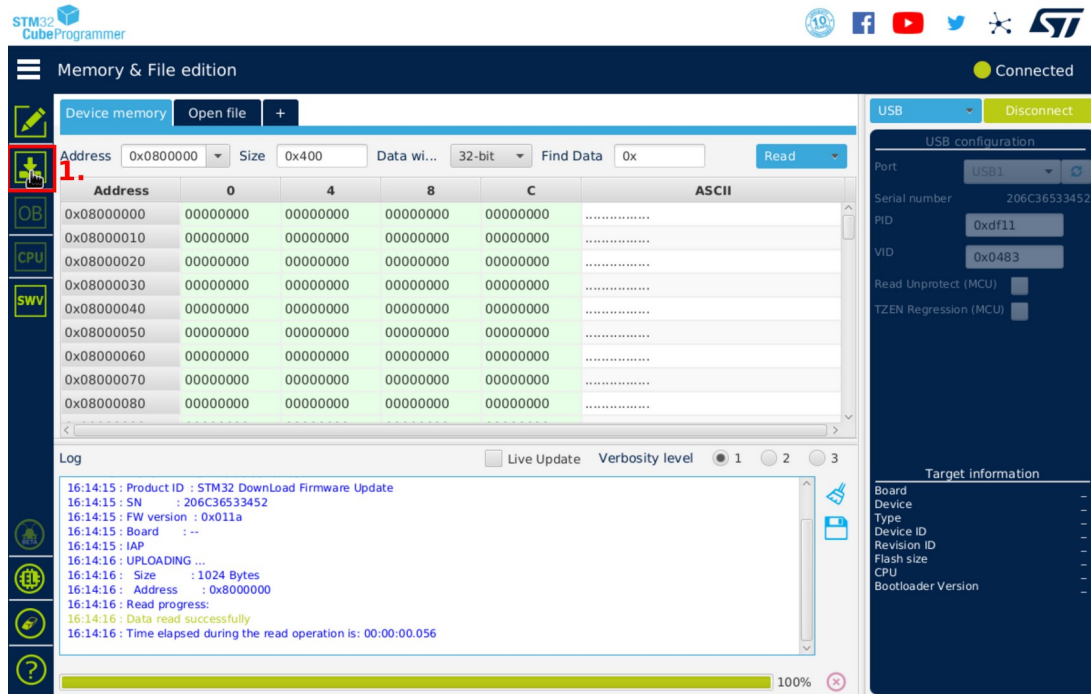 STM32
CubeProgrammer
10
Memory & File edition
Connected
Device memory
Open file
+
USB
Disconnect
1.
Address 0x0800000 Size 0x400 Data wi... 32-bit Find Data 0x Read
USB configuration
Port USB1
Serial number 206C36533452
PID 0xdf11
VID 0x0483
Read Unprotect (MCU)
TZEN Regression (MCU)
OB
CPU
SWV
Address 0 4 8 C ASCII
0x08000000 00000000 00000000 00000000 00000000 ...............
0x08000010 00000000 00000000 00000000 00000000 ...............
0x08000020 00000000 00000000 00000000 00000000 ...............
0x08000030 00000000 00000000 00000000 00000000 ...............
0x08000040 00000000 00000000 00000000 00000000 ...............
0x08000050 00000000 00000000 00000000 00000000 ...............
0x08000060 00000000 00000000 00000000 00000000 ...............
0x08000070 00000000 00000000 00000000 00000000 ...............
0x08000080 00000000 00000000 00000000 00000000 ...............
Log Live Update Verbosity level 1 2 3
16:14:15 : Product ID : STM32 DownLoad Firmware Update
16:14:15 : SN : 206C36533452
16:14:15 : FW version : 0x011a
16:14:15 : Board : --
16:14:15 : IAP
16:14:16 : UPLOADING ...
16:14:16 : Size : 1024 Bytes
16:14:16 : Address : 0x8000000
16:14:16 : Read progress:
16:14:16 : Data read successfully
16:14:16 : Time elapsed during the read operation is: 00:00:00.056
100%
Target information
Board _
Device _
Type _
Device ID _
Revision ID _
Flash size _
CPU _
Bootloader Version _
BETA
EL
?